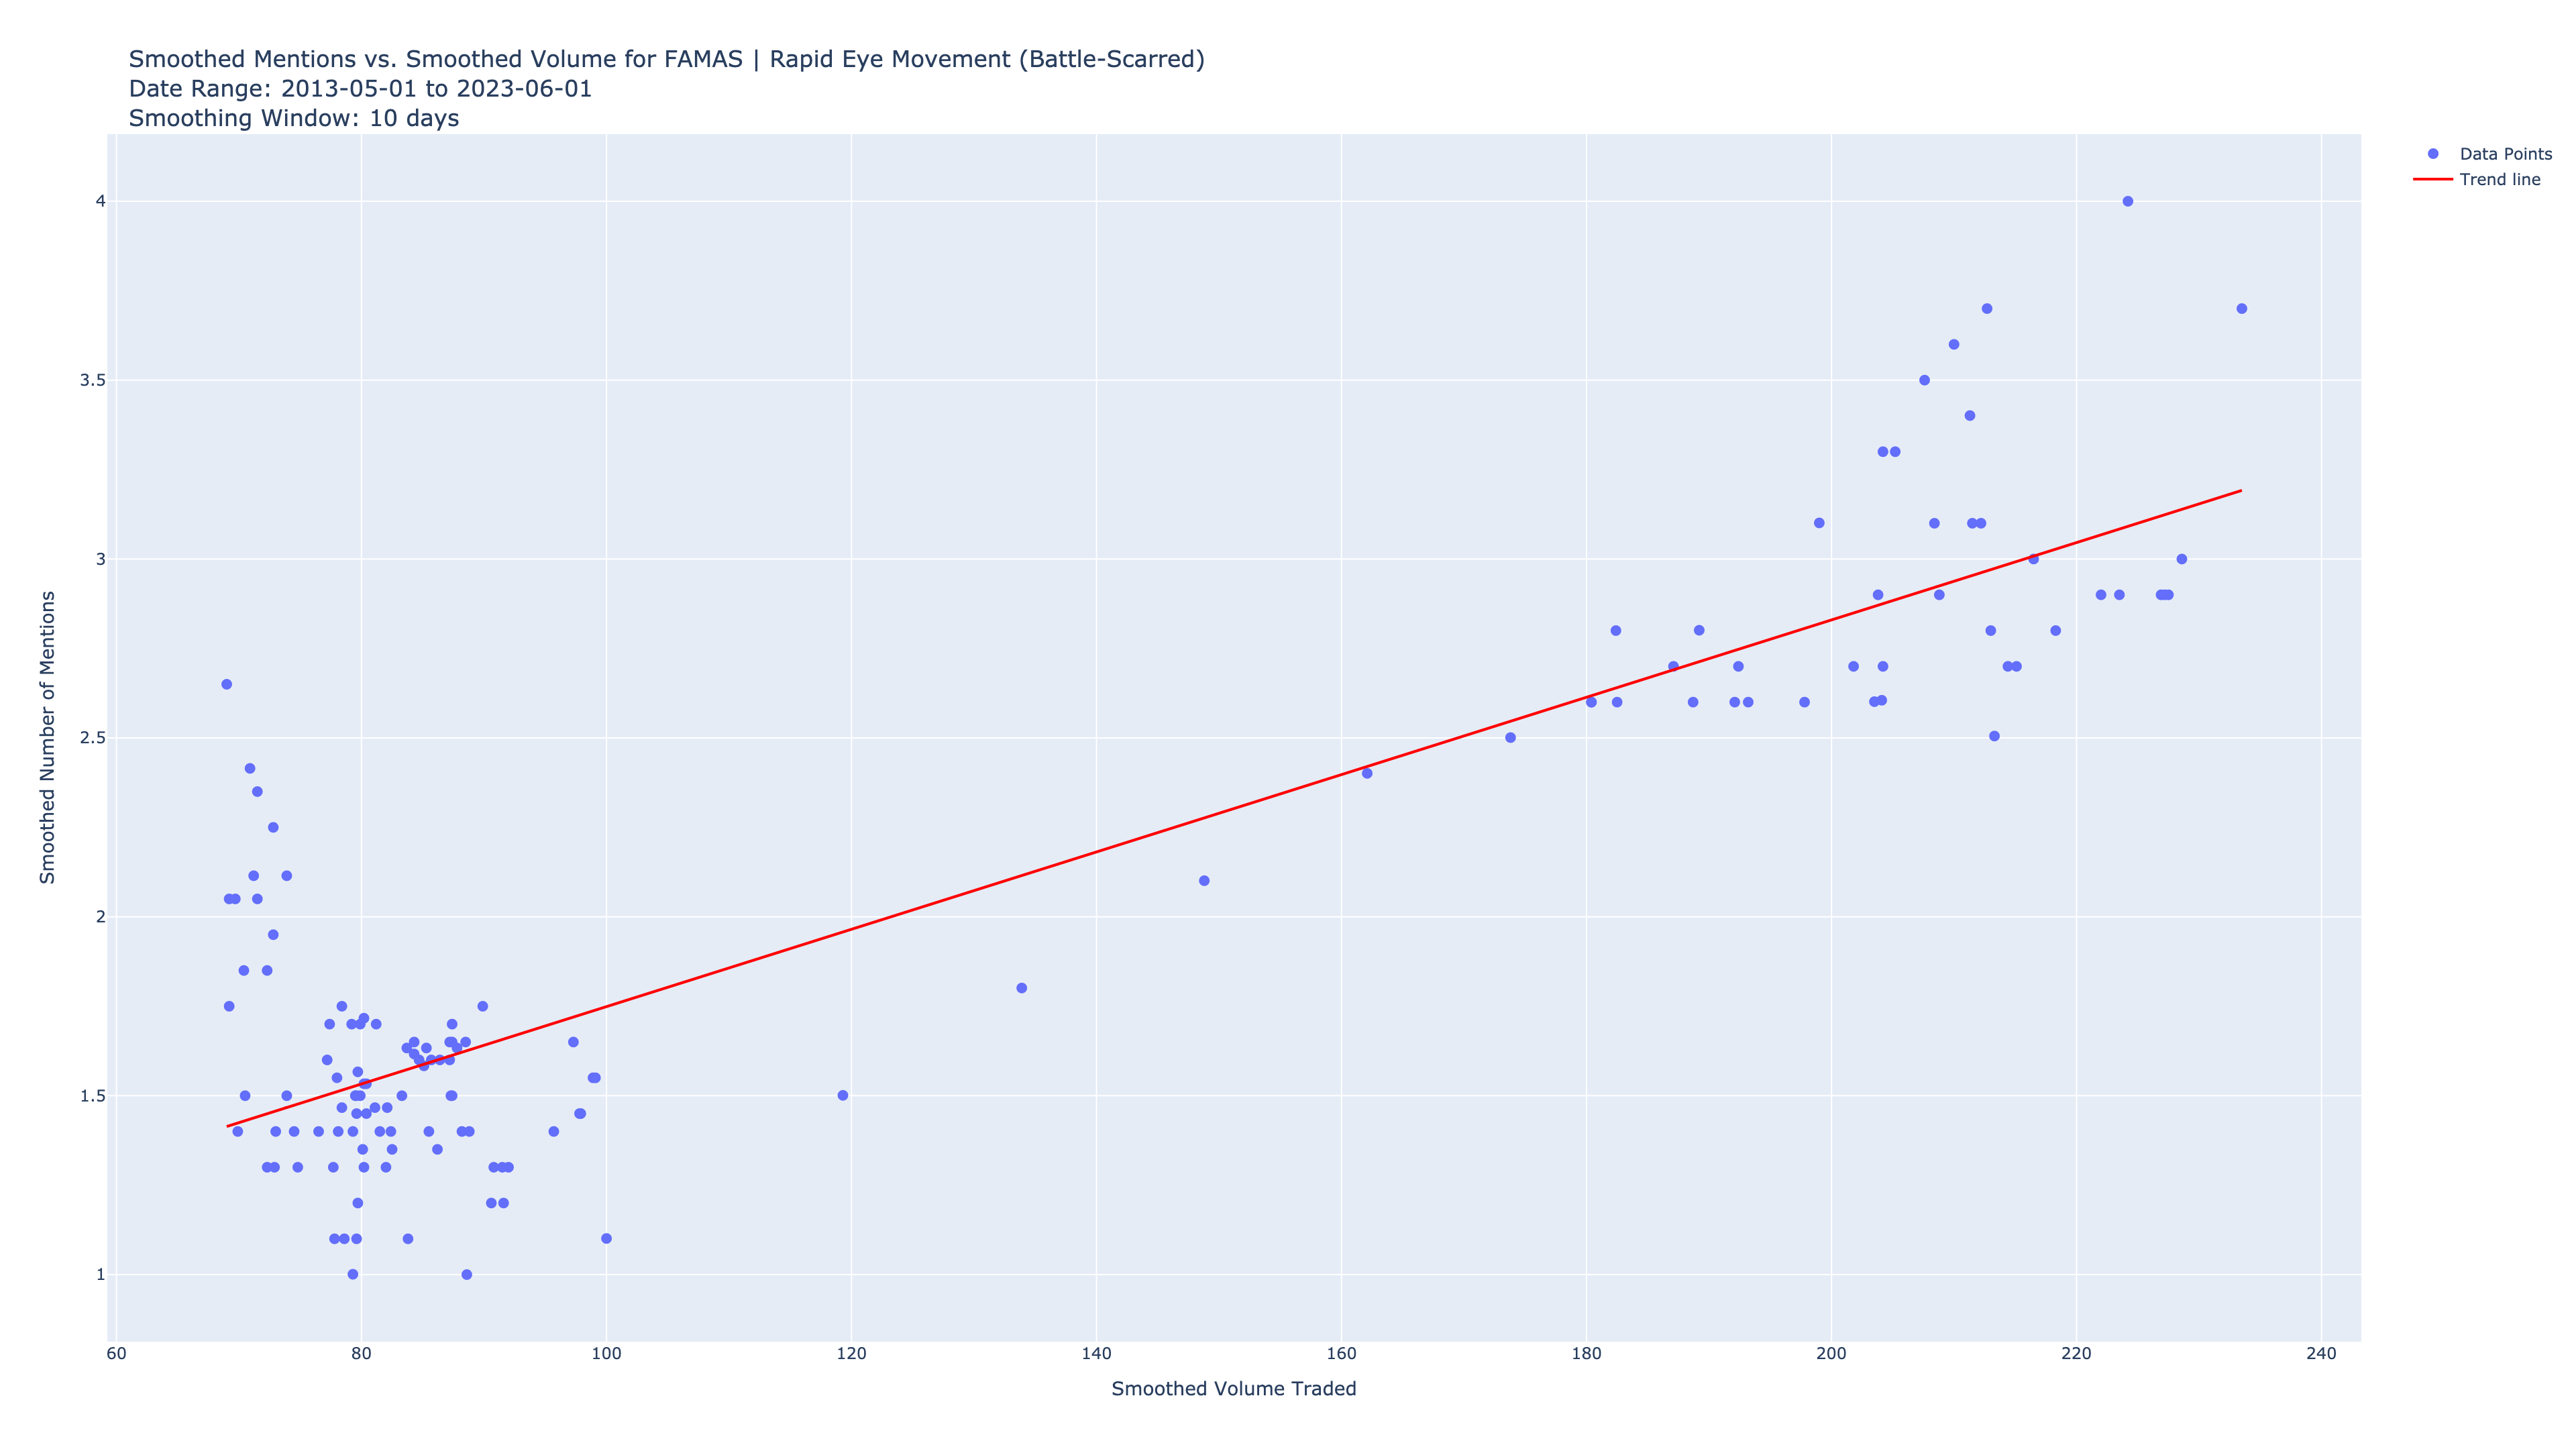 Smoothed Mentions vs. Smoothed Volume for FAMAS | Rapid Eye Movement (Battle-Scarred)
Date Range: 2013-05-01 to 2023-06-01
Smoothing Window: 10 days
Data Points
Trend line
4
3.5
3
2.5
2
1.5
1
Smoothed Number of Mentions
60 80 100 120 140 160 180 200 220 240
Smoothed Volume Traded